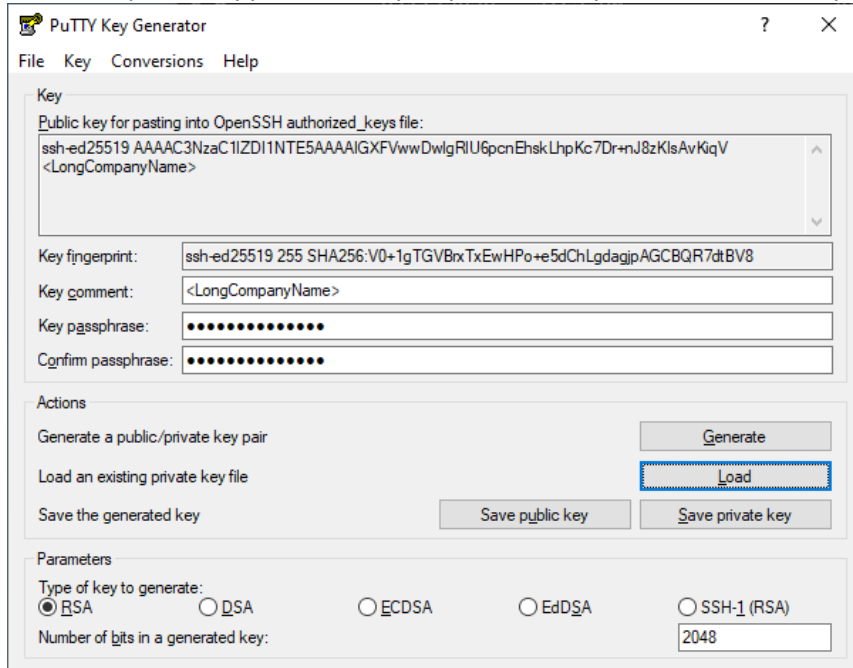 PuTTY Key Generator
?
File Key Conversions Help
Key
Public key for pasting into OpenSSH authorized_keys file:
ssh-ed25519 AAAAC3NzaC1lZDI1NTE5AAAAIGXFVwwDwlgRlU6pcnEhskLhpKc7Dr+nJ8zKlsAvKiqV
<LongCompanyName>
Key fingerprint: ssh-ed25519 255 SHA256:V0+1gTGVBrxTxEwHPo+e5dChLgdagjpAGCBQR7dtBV8
Key comment: <LongCompanyName>
Key passphrase: ••••••••••••••
Confirm passphrase: ••••••••••••••
Actions
Generate a public/private key pair Generate
Load an existing private key file Load
Save the generated key Save public key Save private key
Parameters
Type of key to generate:
RSA DSA ECDSA EdDSA SSH-1 (RSA)
Number of bits in a generated key: 2048